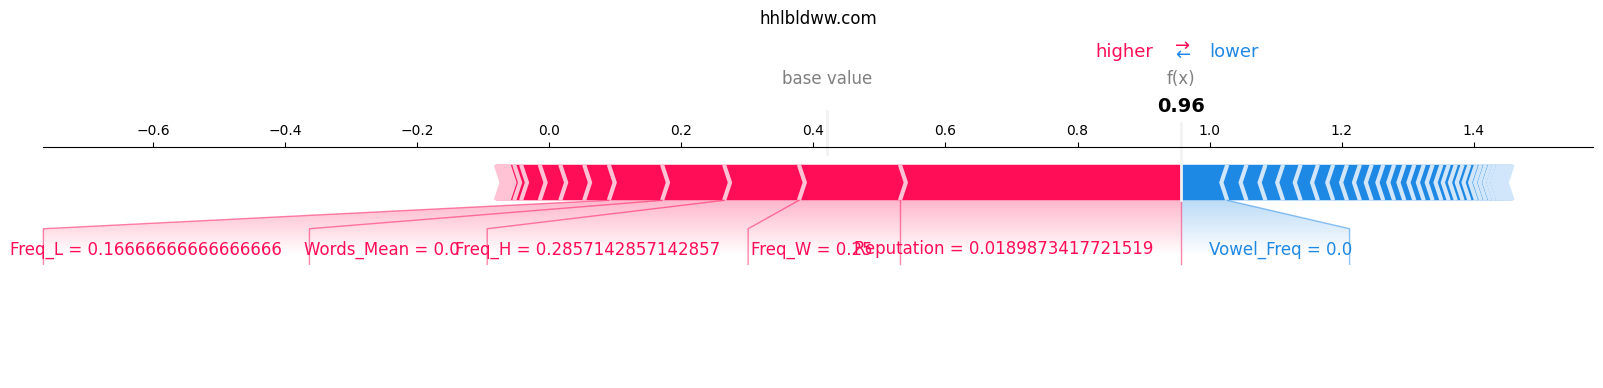 hhlbldww.com
higher → ← lower
base value f(x)
0.96
−0.6 −0.4 −0.2 0.0 0.2 0.4 0.6 0.8 1.0 1.2 1.4
Freq_L = 0.16666666666666666 Words_Mean = 0.0 Freq_H = 0.2857142857142857 Freq_W = 0.25 Reputation = 0.0189873417721519 Vowel_Freq = 0.0